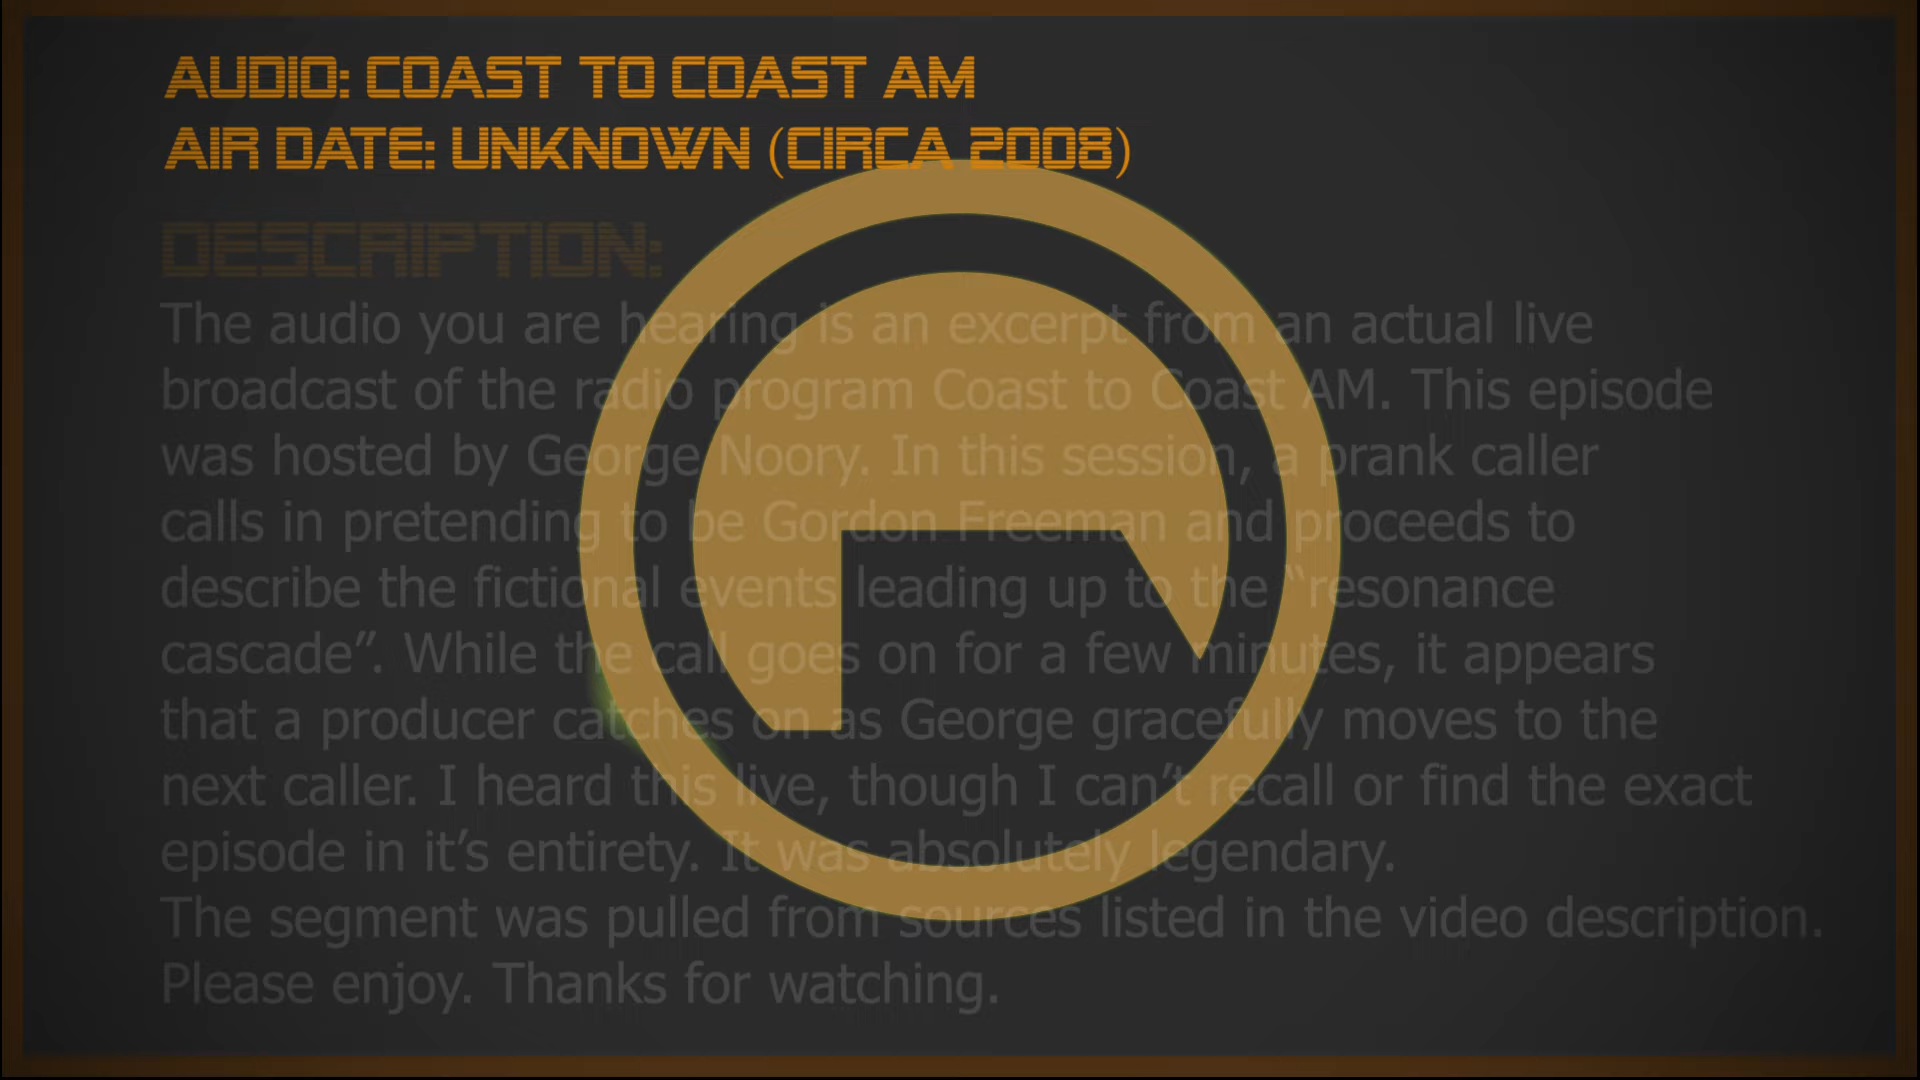 AUDIO: COAST TO COAST AM
AIR DATE: UNKNOWN (CIRCA 2008)
DESCRIPTION:
The audio you are hearing is an excerpt from an actual live
broadcast of the radio program Coast to Coast AM. This episode
was hosted by George Noory. In this session, a prank caller
calls in pretending to be Gordon Freeman and proceeds to
describe the fictional events leading up to the “resonance
cascade”. While the call goes on for a few minutes, it appears
that a producer catches on as George gracefully moves to the
next caller. I heard this live, though I can’t recall or find the exact
episode in it’s entirety. It was absolutely legendary.
The segment was pulled from sources listed in the video description.
Please enjoy. Thanks for watching.